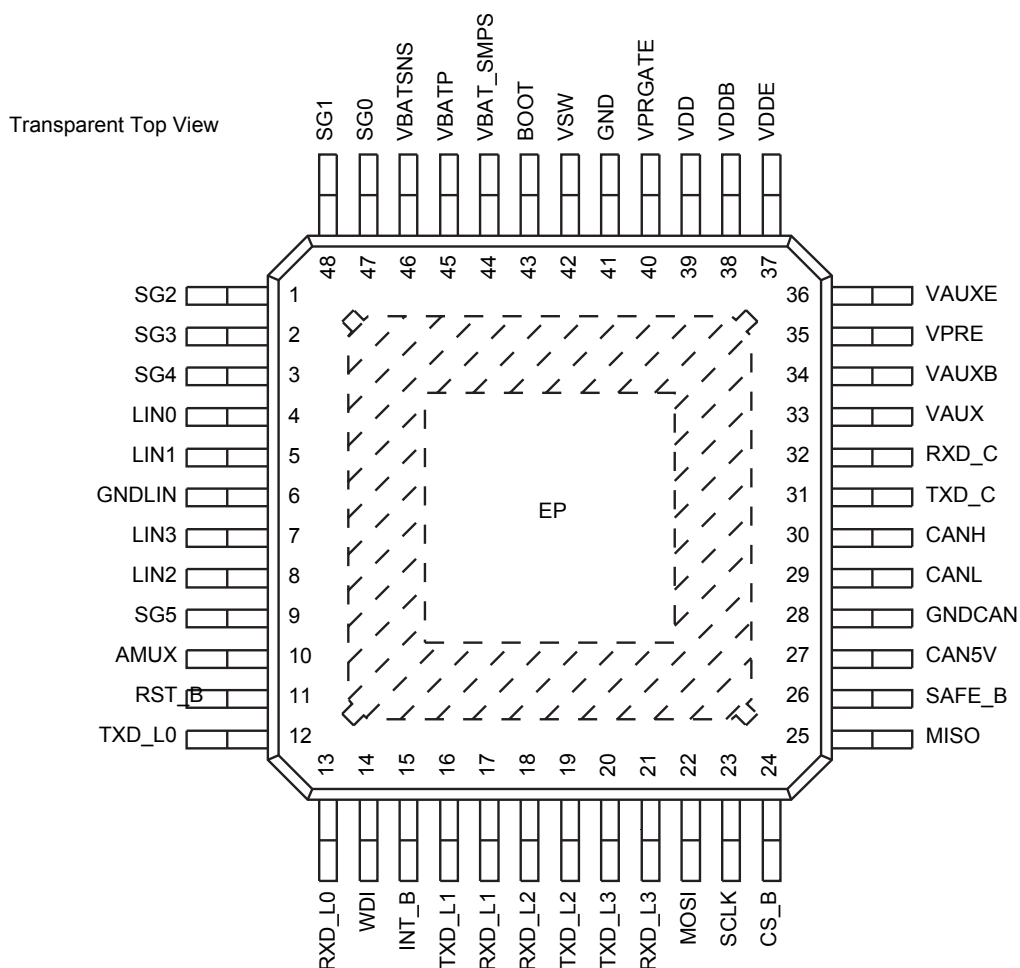 Transparent Top View
SG1
SG0
VBATSNS
VBATP
VBAT_SMPS
BOOT
VSW
GND
VPRGATE
VDD
VDDB
VDDE
48
47
46
45
44
43
42
41
40
39
38
37
SG2 1
SG3 2
SG4 3
LIN0 4
LIN1 5
GNDLIN 6
LIN3 7
LIN2 8
SG5 9
AMUX 10
RST_B 11
TXD_L0 12
EP
36 VAUXE
35 VPRE
34 VAUXB
33 VAUX
32 RXD_C
31 TXD_C
30 CANH
29 CANL
28 GNDCAN
27 CAN5V
26 SAFE_B
25 MISO
13
14
15
16
17
18
19
20
21
22
23
24
RXD_L0
WDI
INT_B
TXD_L1
RXD_L1
RXD_L2
TXD_L2
TXD_L3
RXD_L3
MOSI
SCLK
CS_B